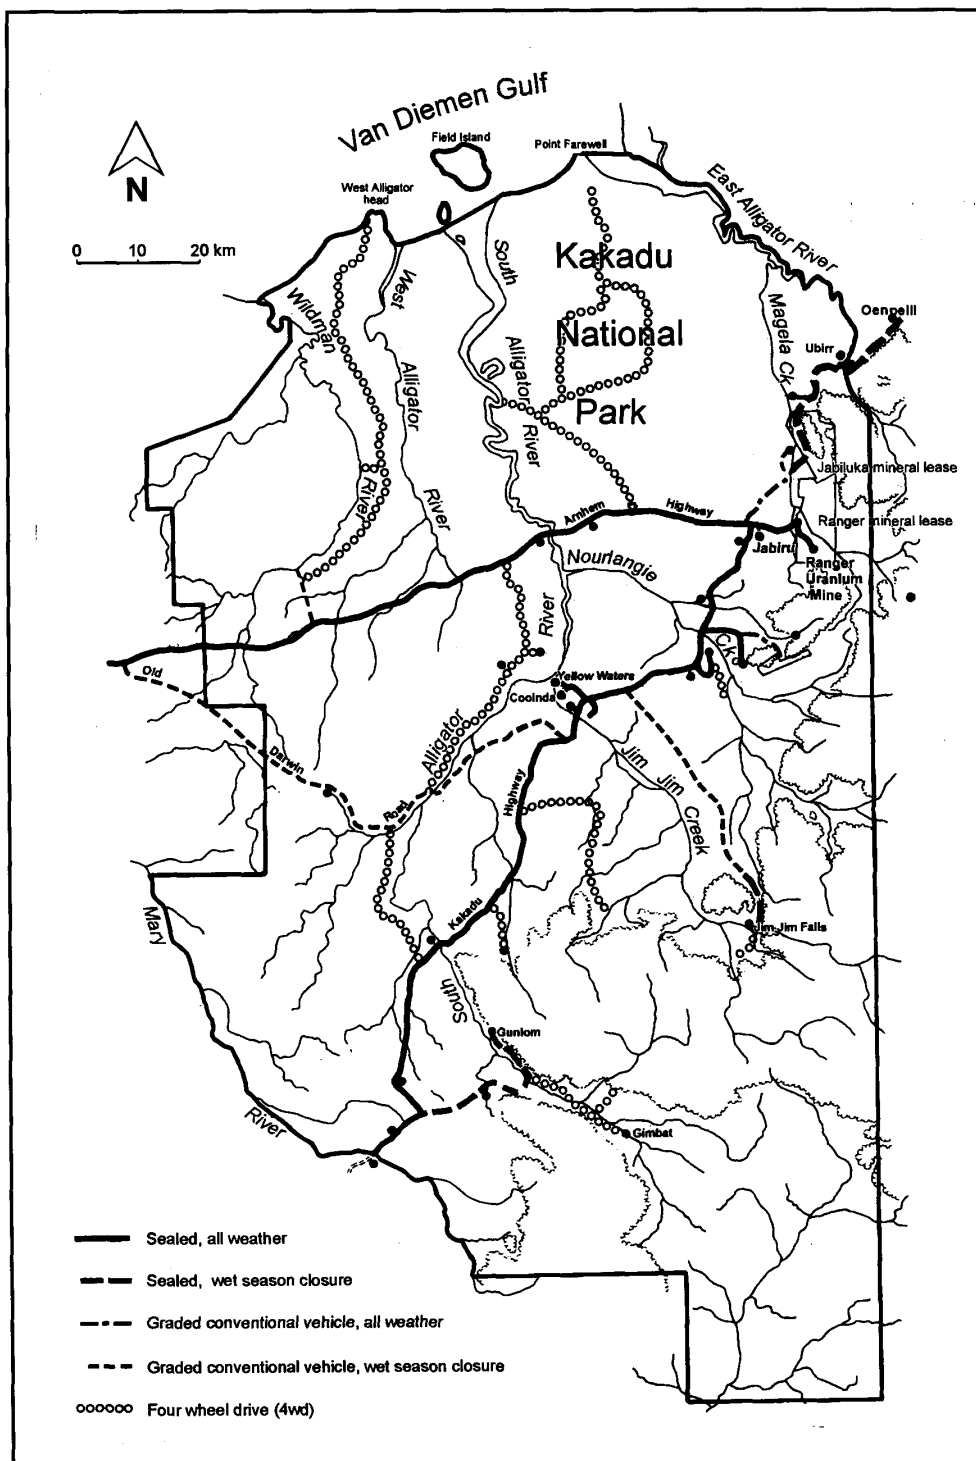 Van Diemen Gulf
Field Island
Point Farewell
West Alligator
head
N
0 10 20 km
East Alligator River
Kakadu
National
Park
South
Alligator
River
West
Alligator
River
Wildman
River
Magela Ck
Oenpelli
Ubirr
Jabiluka mineral lease
Ranger mineral lease
Arnhem
Highway
Jabiru
Ranger
Uranium
Mine
Nourlangie
Ck
River
Yellow Waters
Cooinda
Alligator
Old
Darwin
Road
Highway
Jim Jim
Creek
Kakadu
Jim-Jim Falls
South
Mary
River
Gunlom
Gimbat
Sealed, all weather
Sealed, wet season closure
Graded conventional vehicle, all weather
Graded conventional vehicle, wet season closure
Four wheel drive (4wd)